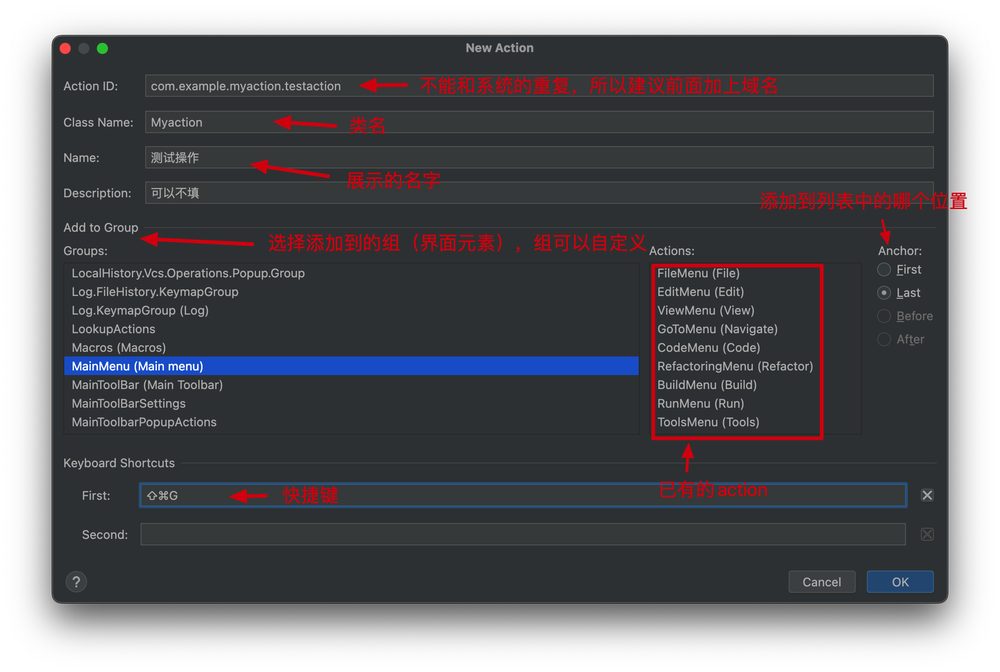 New Action
Action ID: com.example.myaction.testaction 不能和系统的重复，所以建议前面加上域名
Class Name: Myaction 类名
Name: 测试操作
展示的名字
Description: 可以不填
添加到列表中的哪个位置
Add to Group
选择添加到的组（界面元素），组可以自定义
Groups: Actions: Anchor:
LocalHistory.Vcs.Operations.Popup.Group FileMenu (File) First
Log.FileHistory.KeymapGroup EditMenu (Edit) Last
Log.KeymapGroup (Log) ViewMenu (View) Before
LookupActions GoToMenu (Navigate) After
Macros (Macros) CodeMenu (Code)
MainMenu (Main menu) RefactoringMenu (Refactor)
MainToolBar (Main Toolbar) BuildMenu (Build)
MainToolBarSettings RunMenu (Run)
MainToolbarPopupActions ToolsMenu (Tools)
Keyboard Shortcuts
已有的action
First: ⇧⌘G 快捷键
Second:
? Cancel OK